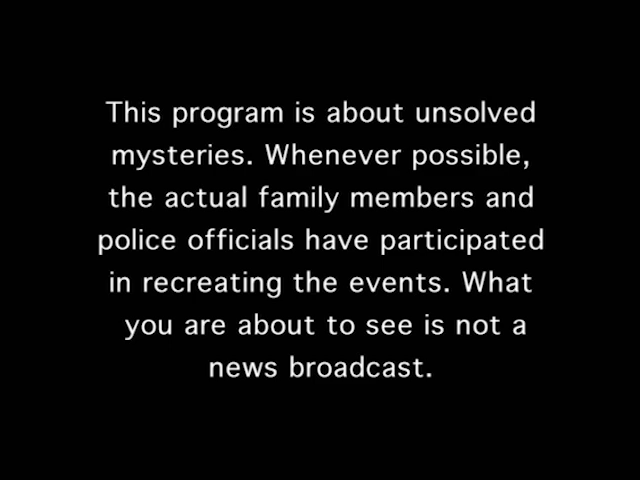 This program is about unsolved
mysteries. Whenever possible,
the actual family members and
police officials have participated
in recreating the events. What
you are about to see is not a
news broadcast.